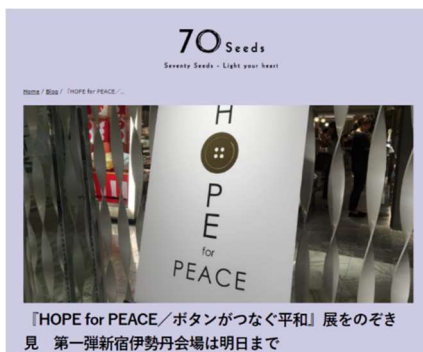 70 Seeds
Seventy Seeds - Light your heart
Home / Blog / 『HOPE for PEACE／...
H
O
P
E
for
PEACE
『HOPE for PEACE／ボタンがつなぐ平和』展をのぞき
見 第一弾新宿伊勢丹会場は明日まで